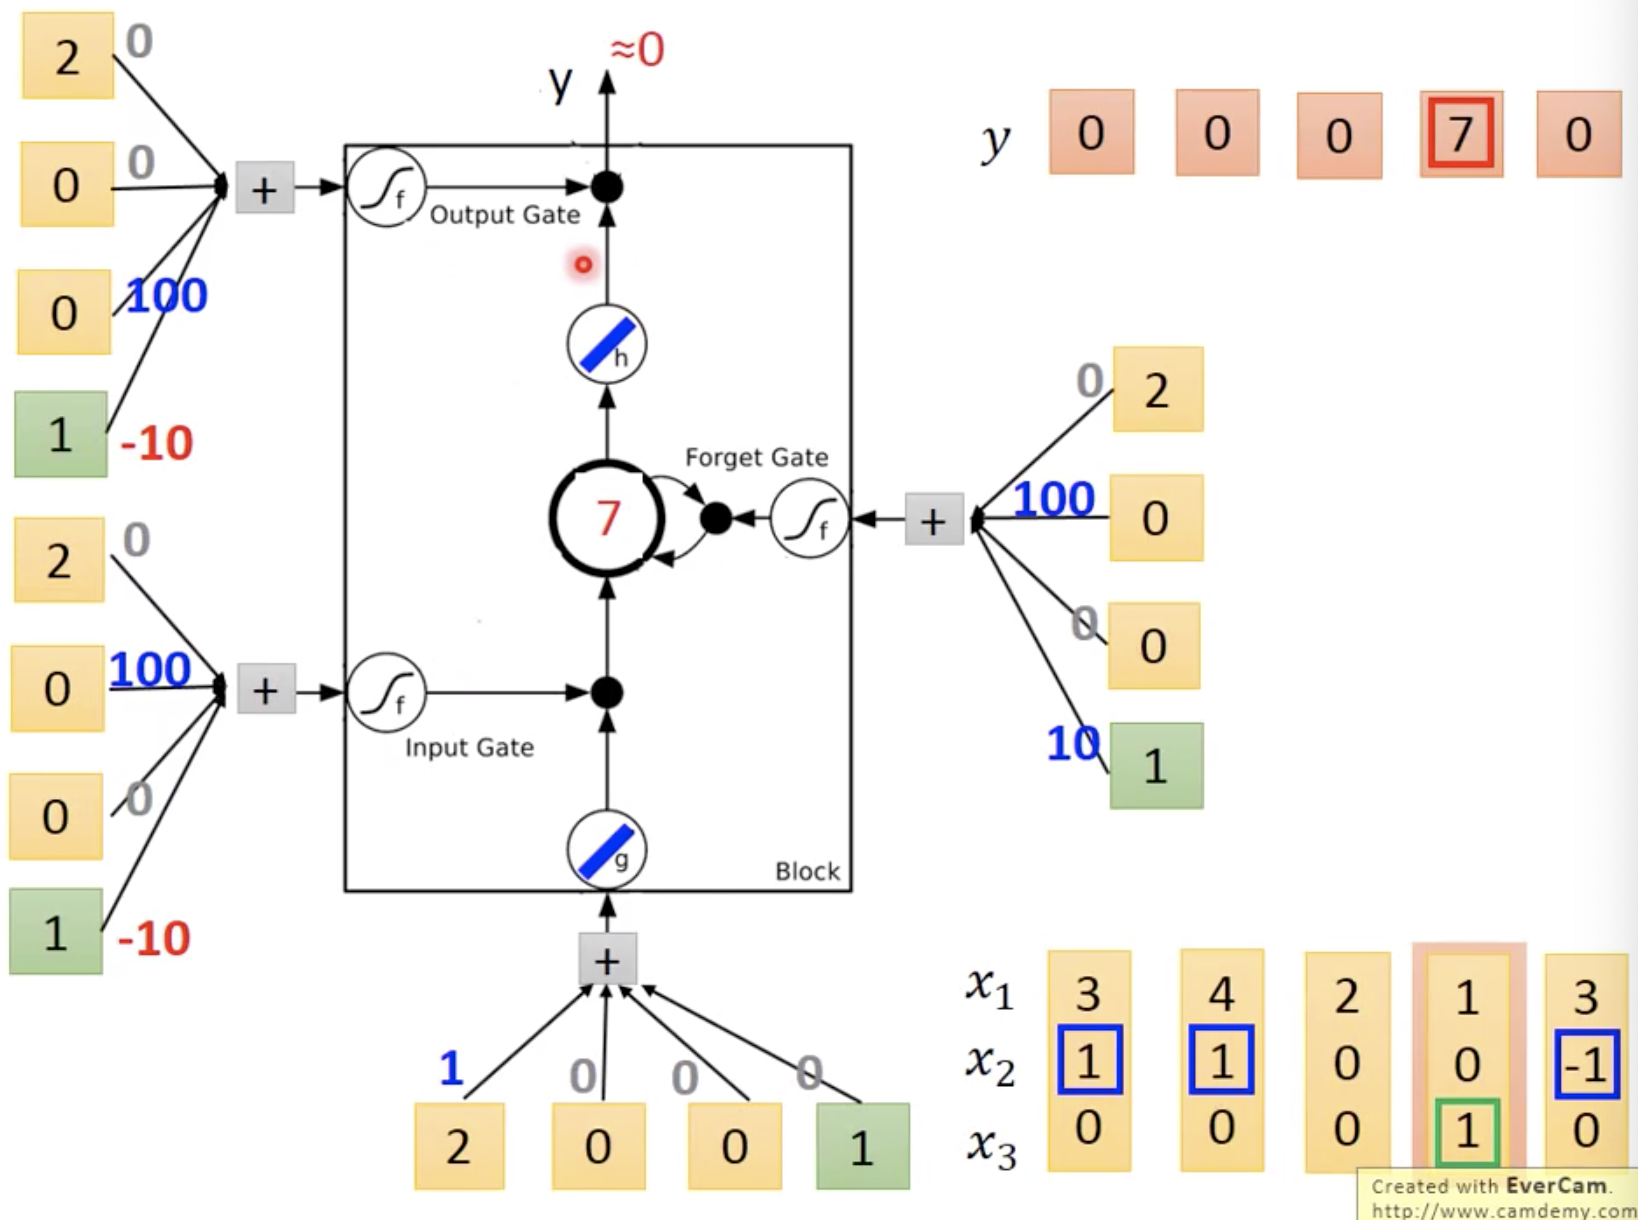 2 0
0 0
0 100
1 -10
+
f
Output Gate
y ≈0
y 0 0 0 7 0
h
7
Forget Gate
f
+
0 2
100 0
0 0
10 1
2 0
0 100
0 0
1 -10
+
f
Input Gate
g
Block
+
1 0 0 0
2 0 0 1
x₁ 3 4 2 1 3
x₂ 1 1 0 0 -1
x₃ 0 0 0 1 0
Created with EverCam.
http://www.camdemy.com